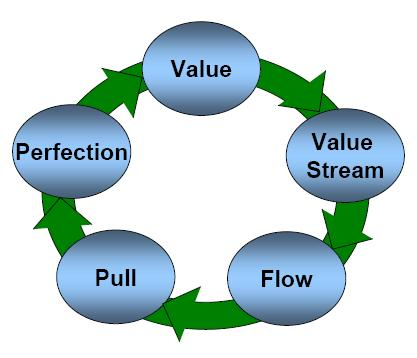 Value
Value
Stream
Flow
Pull
Perfection